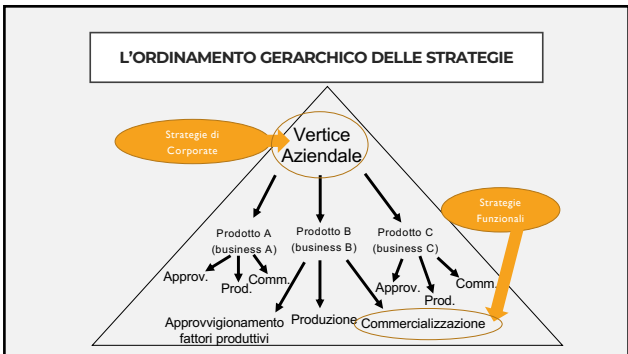 L'ORDINAMENTO GERARCHICO DELLE STRATEGIE
Strategie di
Corporate
Vertice
Aziendale
Strategie
Funzionali
Prodotto A
(business A)
Prodotto B
(business B)
Prodotto C
(business C)
Approv.
Prod.
Comm.
Approv.
Prod.
Comm.
Approvvigionamento
fattori produttivi
Produzione
Commercializzazione